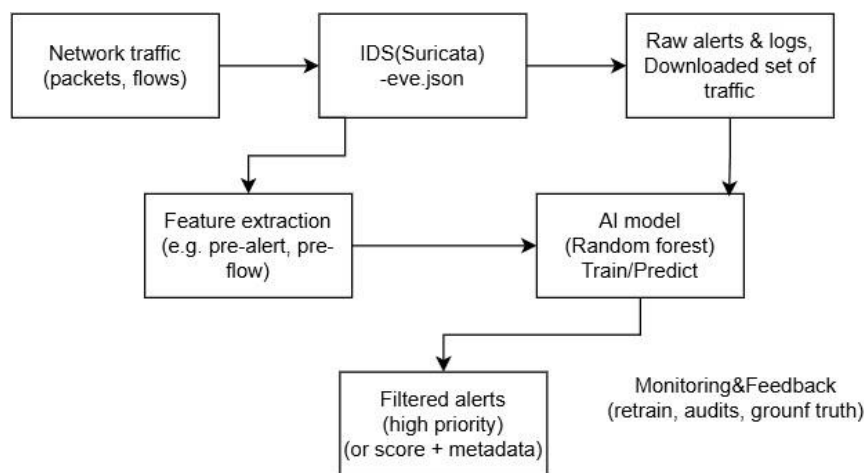 Network traffic
(packets, flows)
IDS(Suricata)
-eve.json
Raw alerts & logs,
Downloaded set of
traffic
Feature extraction
(e.g. pre-alert, pre-
flow)
AI model
(Random forest)
Train/Predict
Filtered alerts
(high priority)
(or score + metadata)
Monitoring&Feedback
(retrain, audits, grounf truth)